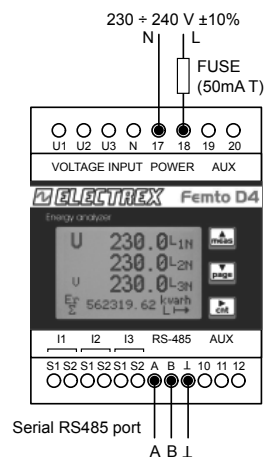 230 ÷ 240 V ±10%
N L
FUSE
(50mA T)
U1 U2 U3 N 17 18 19 20
VOLTAGE INPUT POWER AUX
ELECTREX Femto D4
Energy analyzer
U 230.0 L1N
230.0 L2N
U 230.0 L3N
Er Σ 562319.62 kvarh L
meas
page
cnt
I1 I2 I3 RS-485 AUX
S1 S2 S1 S2 S1 S2 A B ⊥ 10 11 12
Serial RS485 port
A B ⊥